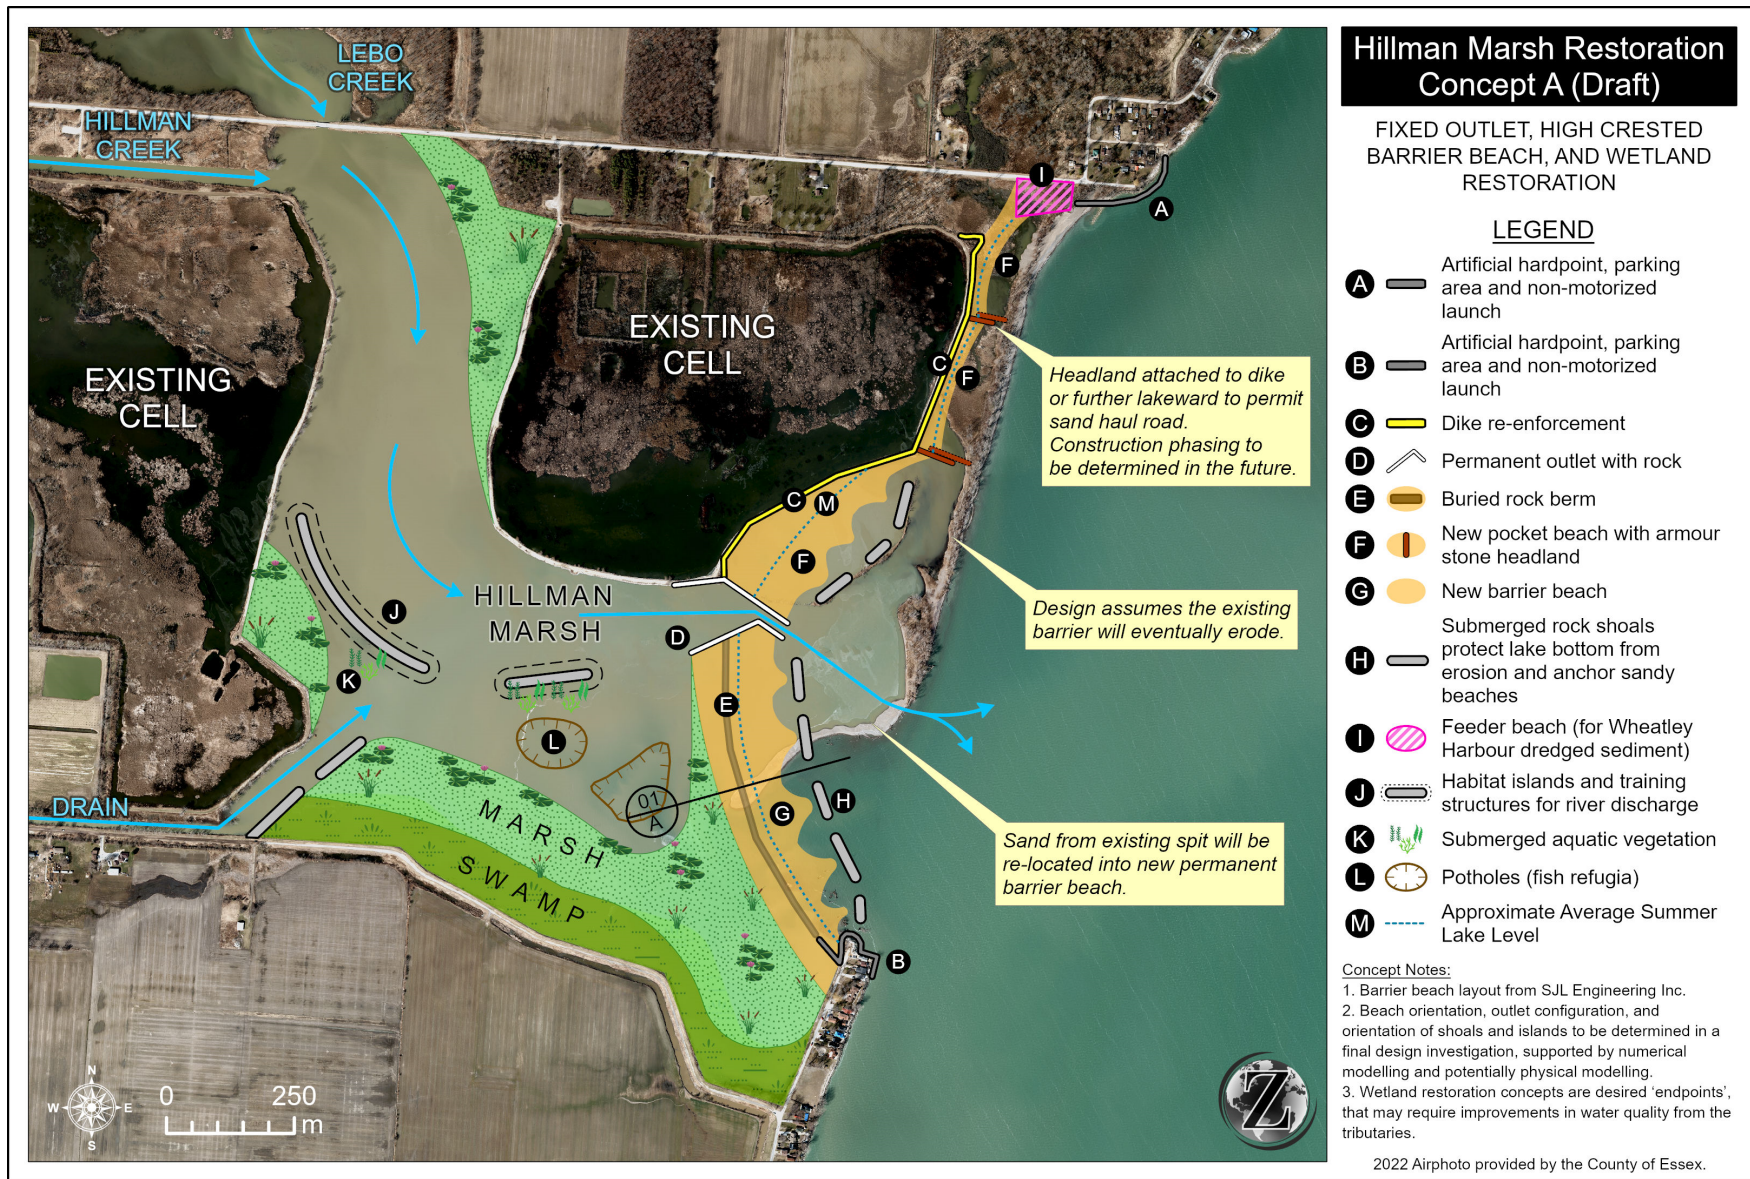 LEBO
CREEK
HILLMAN
CREEK
I
A
F
EXISTING
CELL
EXISTING
CELL
C
F
Headland attached to dike
or further lakeward to permit
sand haul road.
Construction phasing to
be determined in the future.
C
M
F
HILLMAN
MARSH
J
D
K
Design assumes the existing
barrier will eventually erode.
E
L
DRAIN
01
A
H
G
MARSH
SWAMP
Sand from existing spit will be
re-located into new permanent
barrier beach.
B
N
W
E
S
0 250
m
Z
Hillman Marsh Restoration
Concept A (Draft)
FIXED OUTLET, HIGH CRESTED
BARRIER BEACH, AND WETLAND
RESTORATION
LEGEND
A Artificial hardpoint, parking
area and non-motorized
launch
B Artificial hardpoint, parking
area and non-motorized
launch
C Dike re-enforcement
D Permanent outlet with rock
E Buried rock berm
F New pocket beach with armour
stone headland
G New barrier beach
H Submerged rock shoals
protect lake bottom from
erosion and anchor sandy
beaches
I Feeder beach (for Wheatley
Harbour dredged sediment)
J Habitat islands and training
structures for river discharge
K Submerged aquatic vegetation
L Potholes (fish refugia)
M Approximate Average Summer
Lake Level
Concept Notes:
1. Barrier beach layout from SJL Engineering Inc.
2. Beach orientation, outlet configuration, and
orientation of shoals and islands to be determined in a
final design investigation, supported by numerical
modelling and potentially physical modelling.
3. Wetland restoration concepts are desired ‘endpoints’,
that may require improvements in water quality from the
tributaries.
2022 Airphoto provided by the County of Essex.